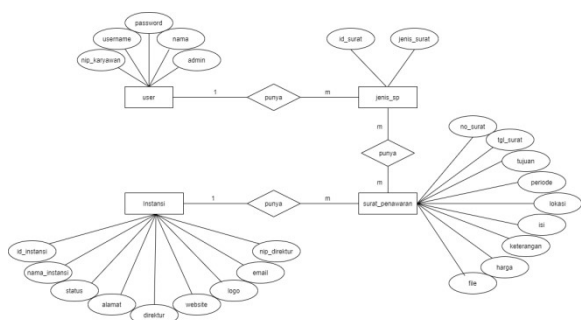 password
username
nama
nip_karyawan
admin
id_surat
jenis_surat
user
1
punya
m
jenis_sp
m
no_surat
tgl_surat
punya
tujuan
periode
m
Instansi
1
punya
m
surat_penawaran
lokasi
isi
keterangan
id_instansi
nip_direktur
nama_instansi
email
harga
status
logo
file
alamat
website
direktur